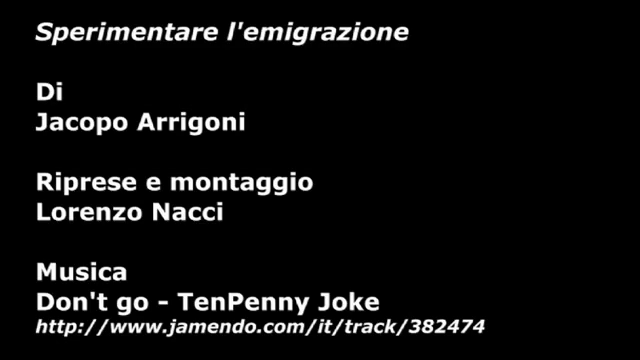 Sperimentare l'emigrazione
Di
Jacopo Arrigoni
Riprese e montaggio
Lorenzo Nacci
Musica
Don't go - TenPenny Joke
http://www.jamendo.com/it/track/382474